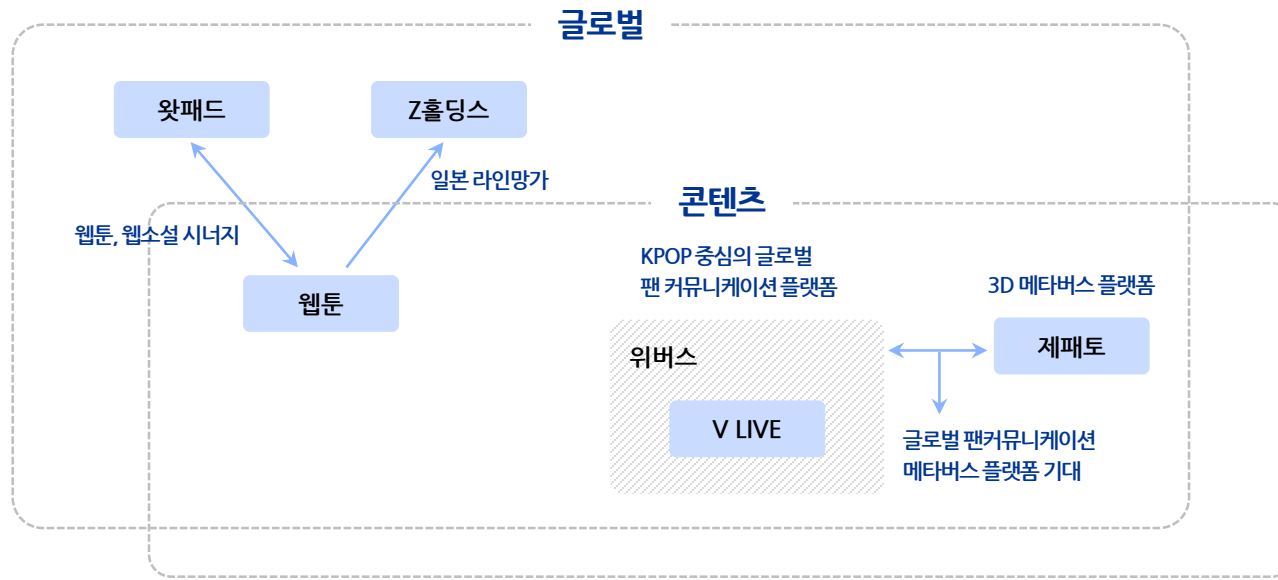 글로벌
왓패드
Z홀딩스
일본 라인망가
콘텐츠
웹툰, 웹소설 시너지
웹툰
KPOP 중심의 글로벌
팬 커뮤니케이션 플랫폼
3D 메타버스 플랫폼
위버스
제패토
V LIVE
글로벌 팬커뮤니케이션
메타버스 플랫폼 기대